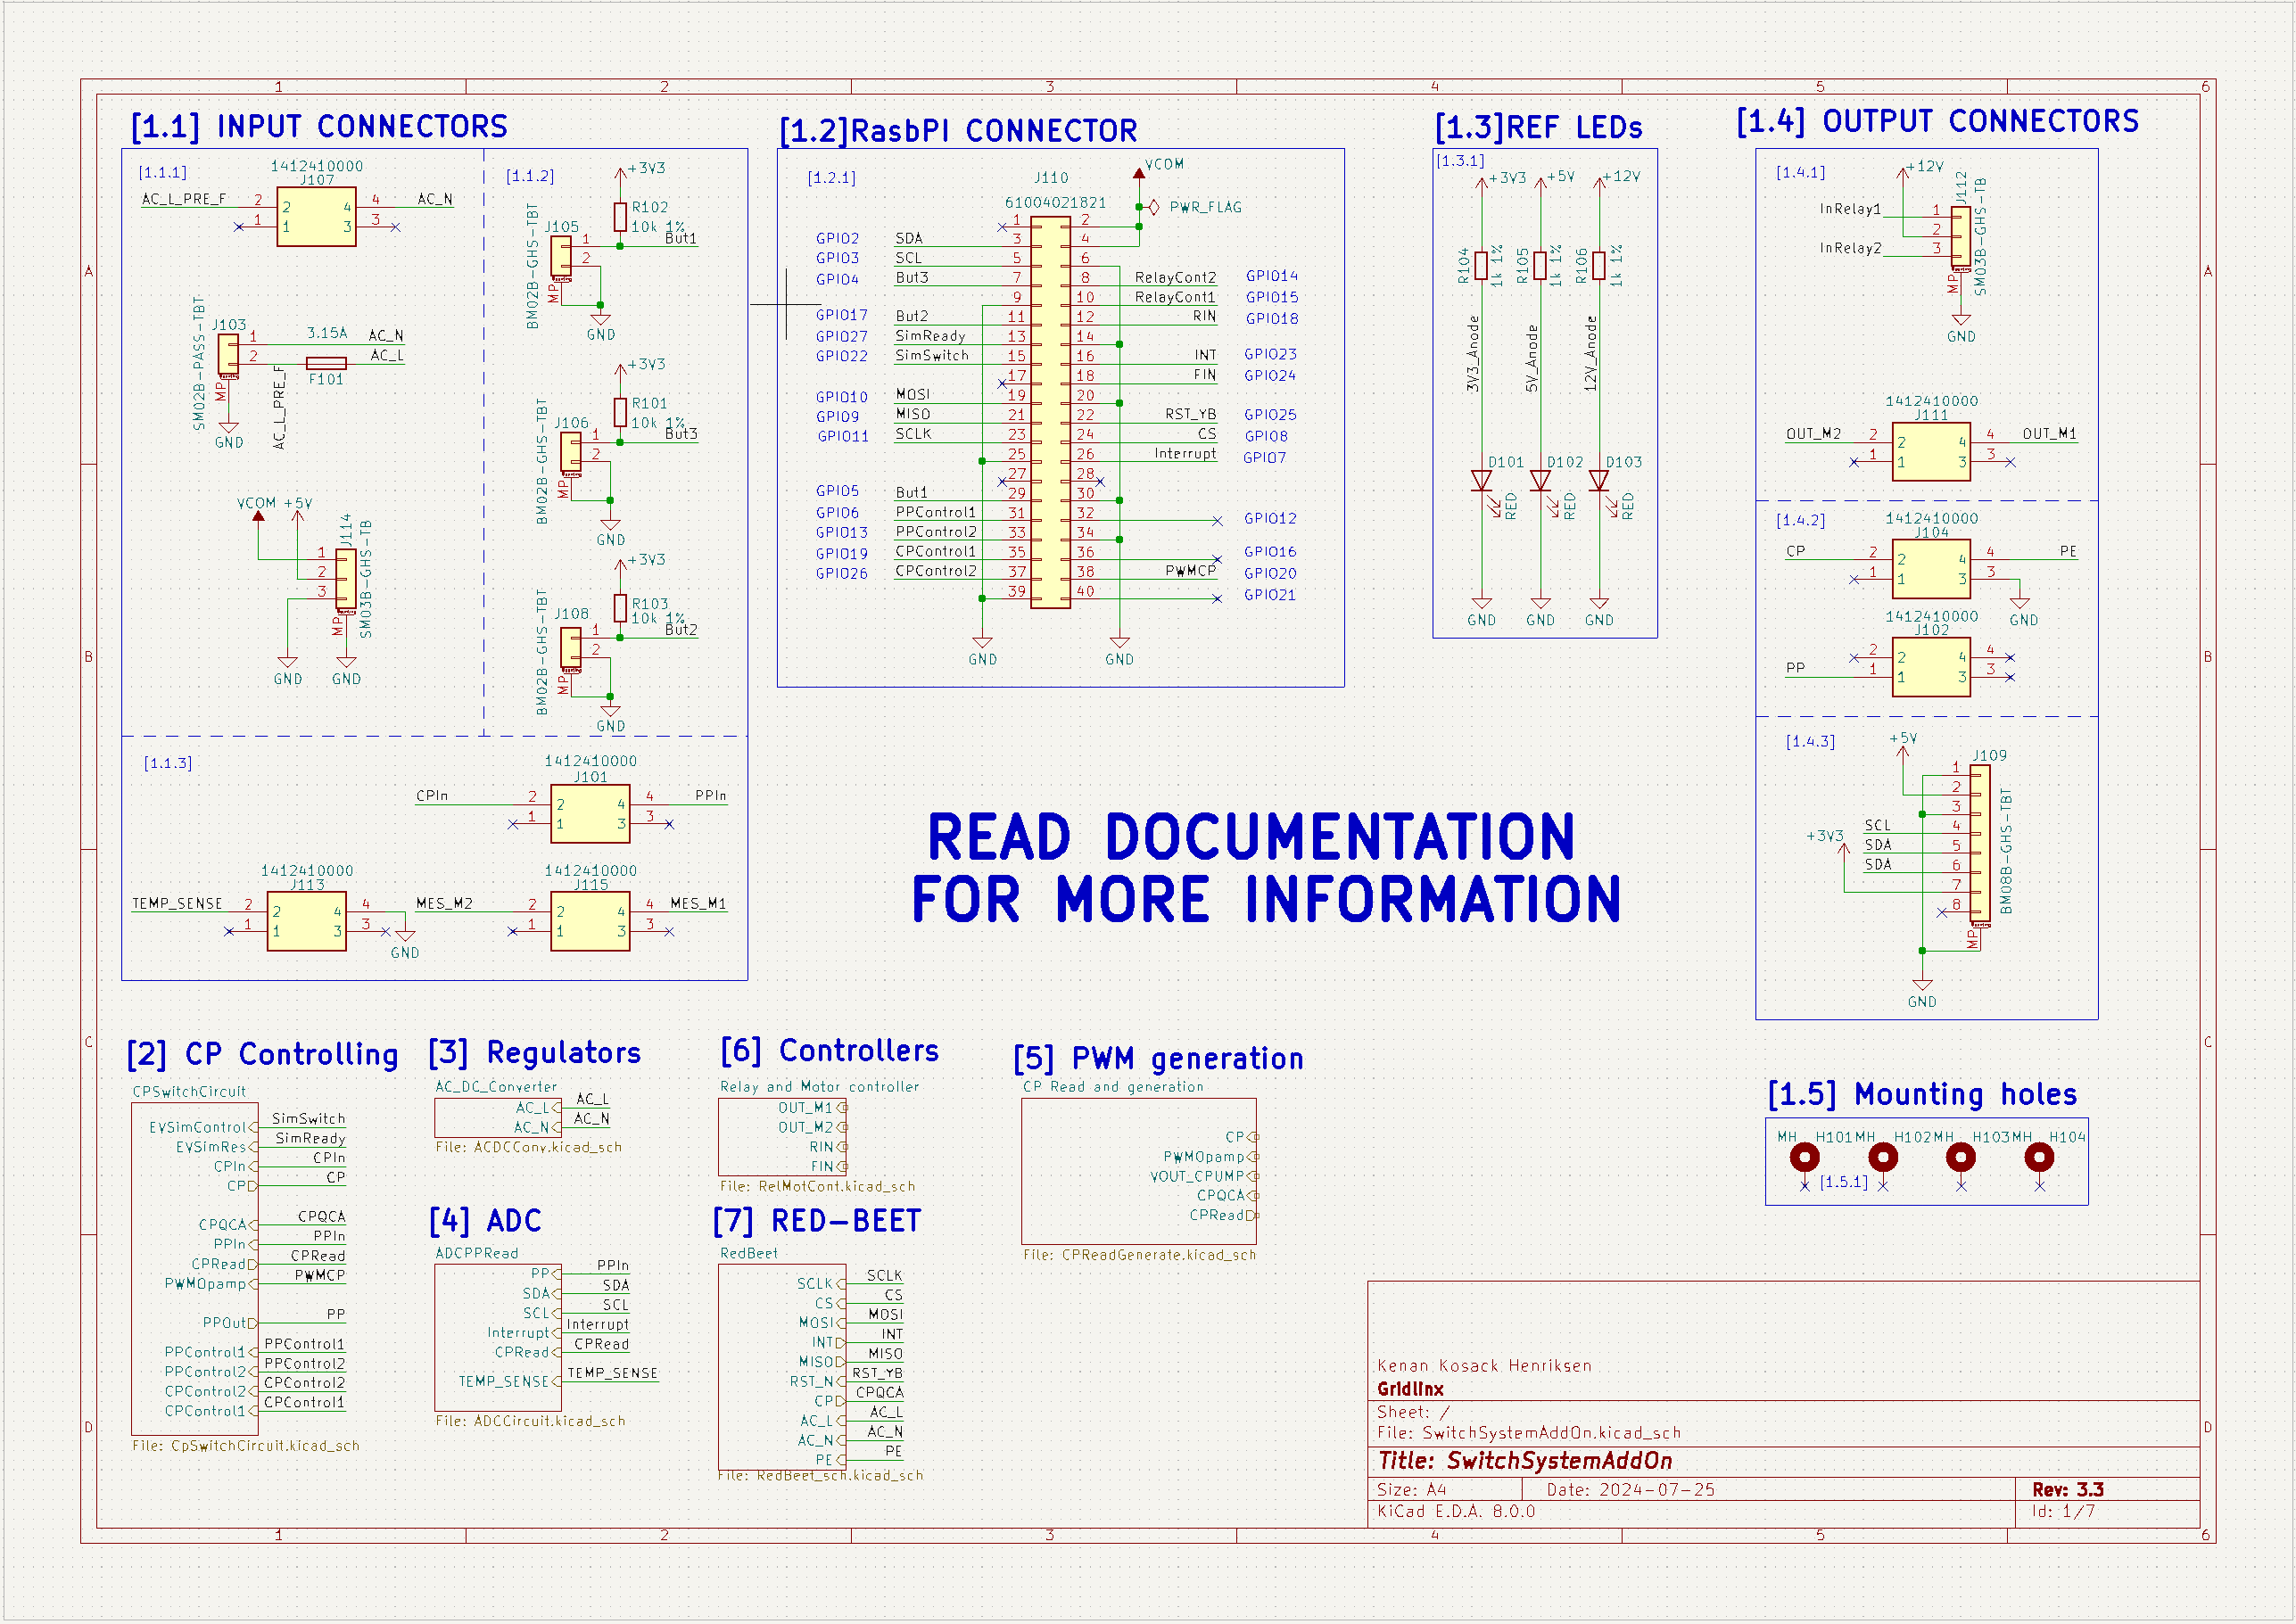 1 2 3 4 5 6
[1.1] INPUT CONNECTORS
[1.1.1]
1412410000
J107
AC_L_PRE_F 2 2 4 4 AC_N
1 1 3 3
J103
SM02B-PASS-TBT
1 3.15A AC_N
2 AC_L
F101
MP
AC_L_PRE_F
GND
VCOM +5V
J114
SM03B-GHS-TB
1
2
3
MP
GND GND
[1.1.2]
+3V3
R102
10k 1%
But1
J105
BM02B-GHS-TBT
1
2
MP
GND
+3V3
R101
10k 1%
But3
J106
BM02B-GHS-TBT
1
2
MP
GND
+3V3
R103
10k 1%
But2
J108
BM02B-GHS-TBT
1
2
MP
GND
[1.1.3]
1412410000
J101
CPIn 2 2 4 4 PPIn
1 1 3 3
1412410000
J113
TEMP_SENSE 2 2 4 4
1 1 3 3
GND
1412410000
J115
MES_M2 2 2 4 4 MES_M1
1 1 3 3
[1.2]RasbPI CONNECTOR
[1.2.1]
J110
61004021821
VCOM
PWR_FLAG
1 2
GPIO2 SDA 3 4
GPIO3 SCL 5 6
GPIO4 But3 7 8 RelayCont2 GPIO14
9 10 RelayCont1 GPIO15
GPIO17 But2 11 12 RIN GPIO18
GPIO27 SimReady 13 14
GPIO22 SimSwitch 15 16 INT GPIO23
17 18 FIN GPIO24
GPIO10 MOSI 19 20
GPIO9 MISO 21 22 RST_YB GPIO25
GPIO11 SCLK 23 24 CS GPIO8
25 26 Interrupt GPIO7
27 28
GPIO5 But1 29 30
GPIO6 PPControl1 31 32 GPIO12
GPIO13 PPControl2 33 34
GPIO19 CPControl1 35 36 GPIO16
GPIO26 CPControl2 37 38 PWMCP GPIO20
39 40 GPIO21
GND GND
[1.3]REF LEDs
[1.3.1]
+3V3 +5V +12V
R104 1k 1% R105 1k 1% R106 1k 1%
3V3_Anode 5V_Anode 12V_Anode
D101 D102 D103
RED RED RED
GND GND GND
[1.4] OUTPUT CONNECTORS
[1.4.1]
+12V
J112
SM03B-GHS-TB
InRelay1 1
2
InRelay2 3
MP
GND
1412410000
J111
OUT_M2 2 2 4 4 OUT_M1
1 1 3 3
[1.4.2]
1412410000
J104
CP 2 2 4 4 PE
1 1 3 3
GND
1412410000
J102
2 2 4 4
PP 1 1 3 3
[1.4.3]
+5V
J109
BM08B-GHS-TBT
1
2
3
+3V3 SCL 4
SDA 5
SDA 6
7
8
MP
GND
READ DOCUMENTATION
FOR MORE INFORMATION
[2] CP Controlling
CPSwitchCircuit
EVSimControl SimSwitch
EVSimRes SimReady
CPIn CPIn
CP CP
CPQCA CPQCA
PPIn PPIn
CPRead CPRead
PWMOpamp PWMCP
PPOut PP
PPControl1 PPControl1
PPControl2 PPControl2
CPControl2 CPControl2
CPControl1 CPControl1
File: CpSwitchCircuit.kicad_sch
[3] Regulators
AC_DC_Converter
AC_L AC_L
AC_N AC_N
File: ACDCConv.kicad_sch
[4] ADC
ADCPPRead
PP PPIn
SDA SDA
SCL SCL
Interrupt Interrupt
CPRead CPRead
TEMP_SENSE TEMP_SENSE
File: ADCCircuit.kicad_sch
[6] Controllers
Relay and Motor controller
OUT_M1
OUT_M2
RIN
FIN
File: RelMotCont.kicad_sch
[7] RED-BEET
RedBeet
SCLK SCLK
CS CS
MOSI MOSI
INT INT
MISO MISO
RST_N RST_YB
CP CPQCA
AC_L AC_L
AC_N AC_N
PE PE
File: RedBeet_sch.kicad_sch
[5] PWM generation
CP Read and generation
CP
PWMOpamp
VOUT_CPUMP
CPQCA
CPRead
File: CPReadGenerate.kicad_sch
[1.5] Mounting holes
MH H101 MH H102 MH H103 MH H104
[1.5.1]
Kenan Kosack Henriksen
Gridlinx
Sheet: /
File: SwitchSystemAddOn.kicad_sch
Title: SwitchSystemAddOn
Size: A4 Date: 2024-07-25 Rev: 3.3
KiCad E.D.A. 8.0.0 Id: 1/7
A B C D
A B C D
1 2 3 4 5 6